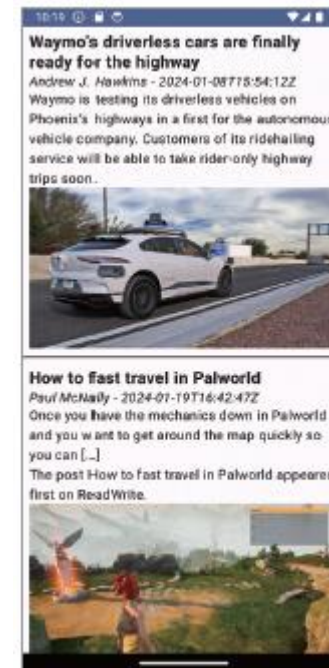 10:19
Waymo's driverless cars are finally
ready for the highway
Andrew J. Hawkins - 2024-01-08T15:54:12Z
Waymo is testing its driverless vehicles on
Phoenix's highways in a first for the autonomous
vehicle company. Customers of its ridehailing
service will be able to take rider-only highway
trips soon.
How to fast travel in Palworld
Paul McNally - 2024-01-19T16:42:47Z
Once you have the mechanics down in Palworld
and you want to get around the map quickly so
you can […]
The post How to fast travel in Palworld appeared
first on ReadWrite.